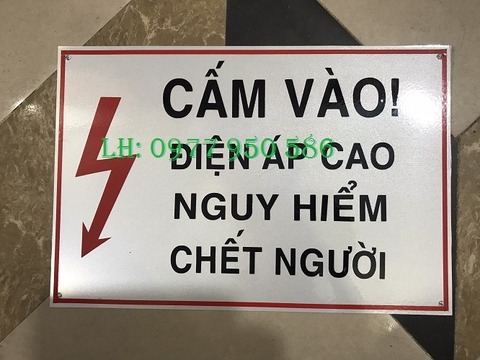 CẤM VÀO!
LH: 0977 950 586
ĐIỆN ÁP CAO
NGUY HIỂM
CHẾT NGƯỜI